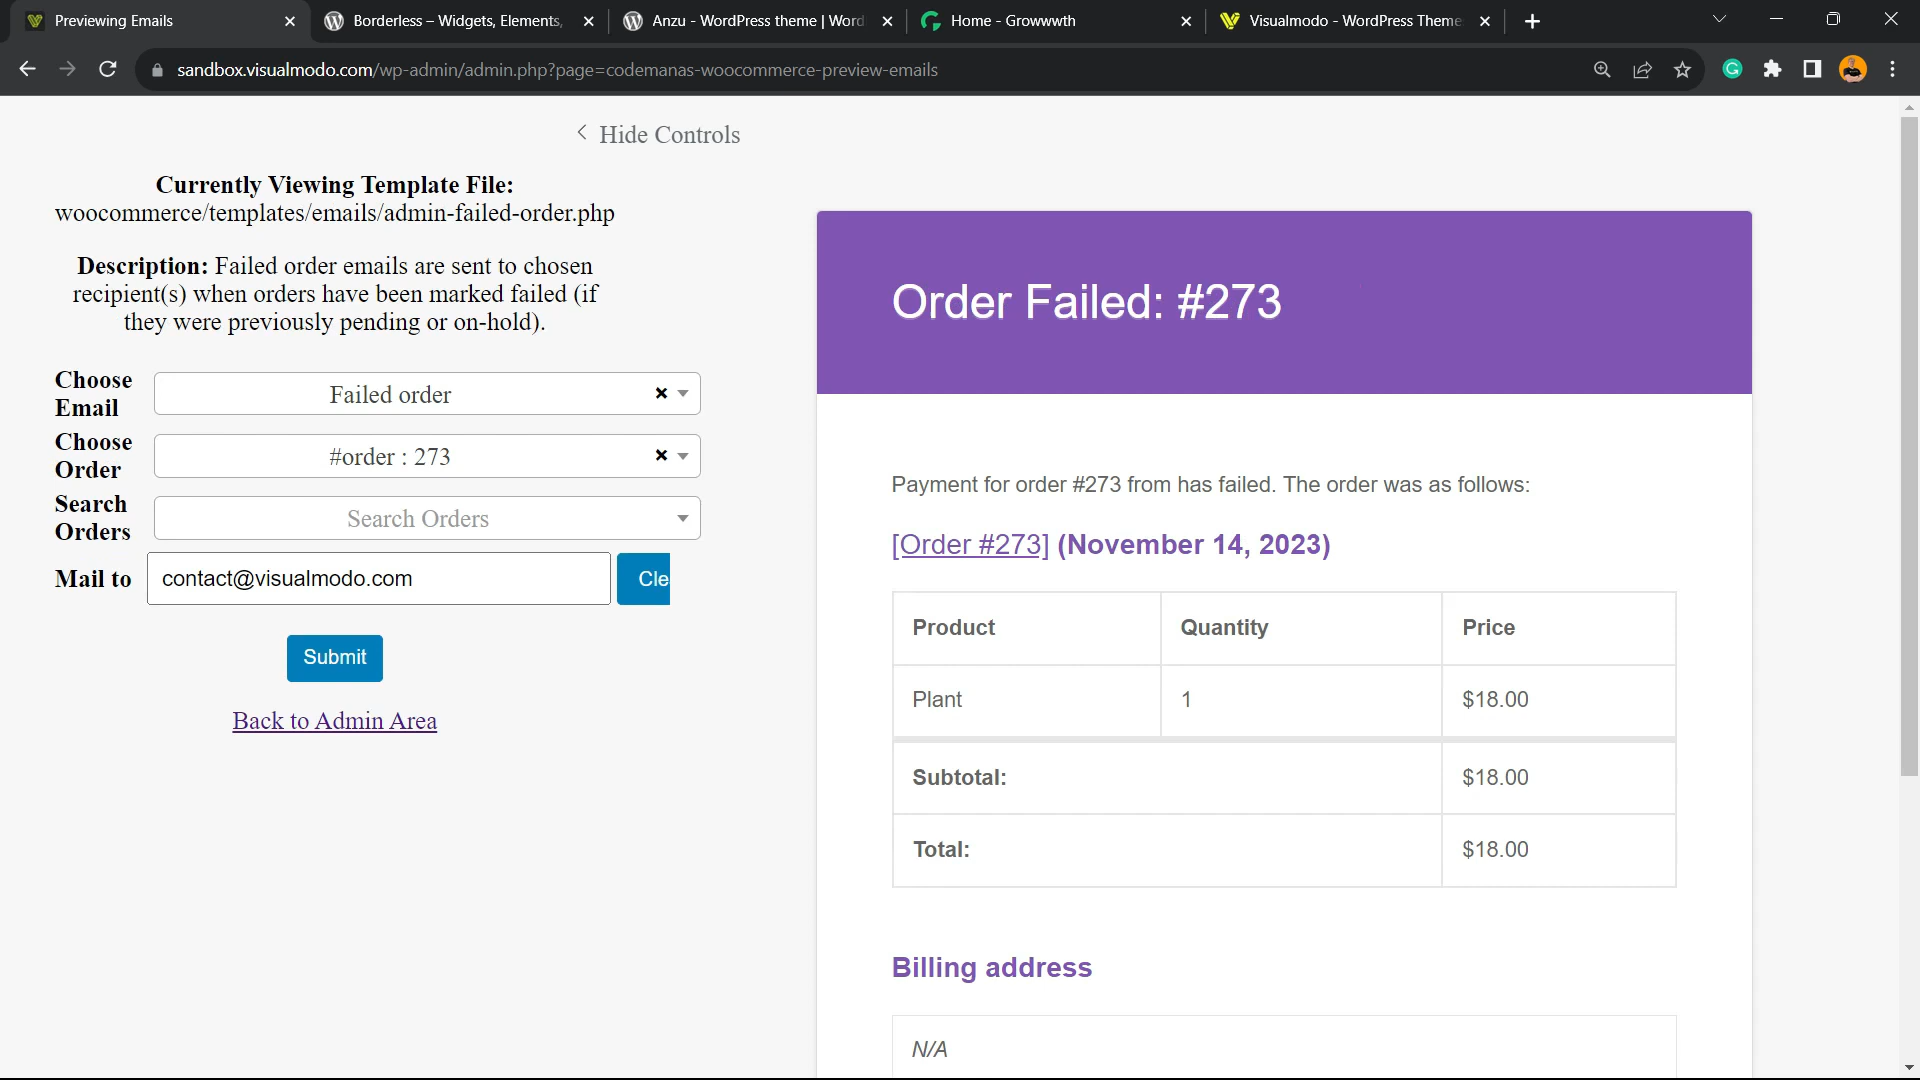 Previewing Emails
Borderless – Widgets, Elements,
Anzu - WordPress theme | Word
Home - Growwwth
Visualmodo - WordPress Theme
sandbox.visualmodo.com/wp-admin/admin.php?page=codemanas-woocommerce-preview-emails
Hide Controls
Currently Viewing Template File:
woocommerce/templates/emails/admin-failed-order.php
Description: Failed order emails are sent to chosen
recipient(s) when orders have been marked failed (if
they were previously pending or on-hold).
Choose
Email
Failed order
Choose
Order
#order : 273
Search
Orders
Search Orders
Mail to
contact@visualmodo.com
Cle
Submit
Back to Admin Area
Order Failed: #273
Payment for order #273 from has failed. The order was as follows:
[Order #273] (November 14, 2023)
Product Quantity Price
Plant 1 $18.00
Subtotal: $18.00
Total: $18.00
Billing address
N/A